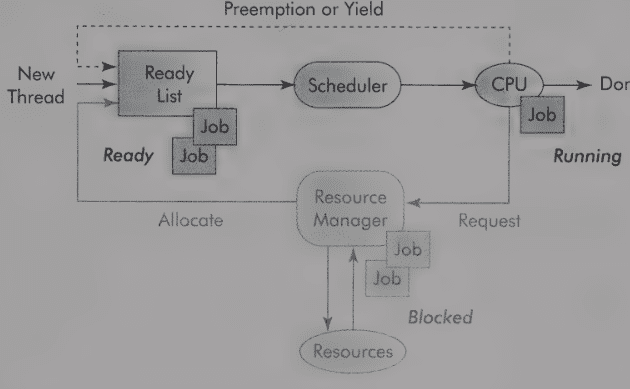 Preemption or Yield
New
Thread
Ready
List
Scheduler
CPU
Dor
Job
Job
Job
Ready
Running
Resource
Manager
Allocate
Request
Job
Job
Blocked
Resources